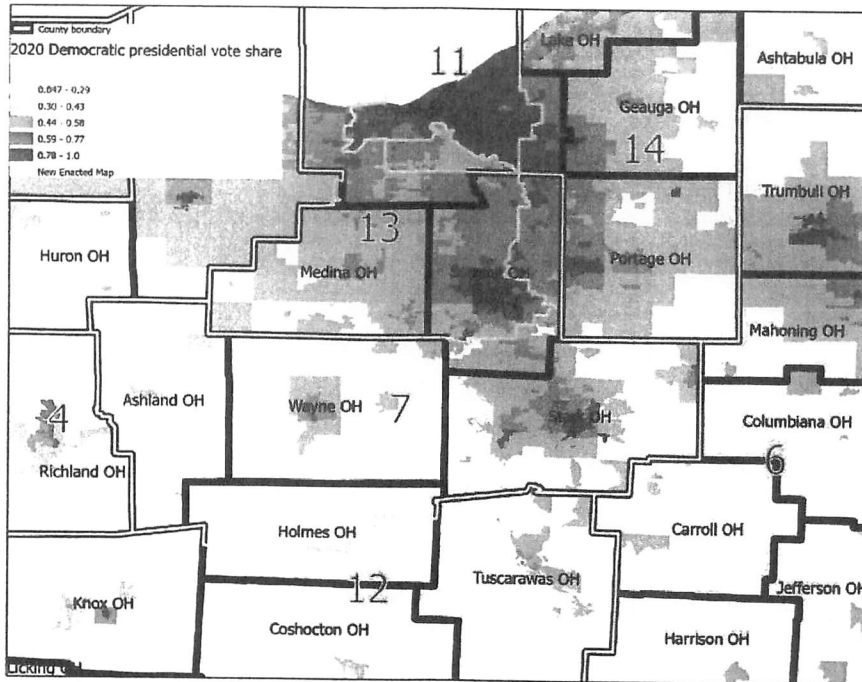 County boundary
2020 Democratic presidential vote share
0.047 - 0.29
0.30 - 0.43
0.44 - 0.58
0.59 - 0.77
0.78 - 1.0
New Enacted Map
11
Lake OH
Ashtabula OH
Geauga OH
14
Trumbull OH
13
Huron OH
Medina OH
Summit OH
Portage OH
Mahoning OH
Ashland OH
Wayne OH
7
Stark OH
Columbiana OH
4
Richland OH
6
Holmes OH
Carroll OH
Tuscarawas OH
Jefferson OH
12
Knox OH
Coshocton OH
Harrison OH
Licking OH